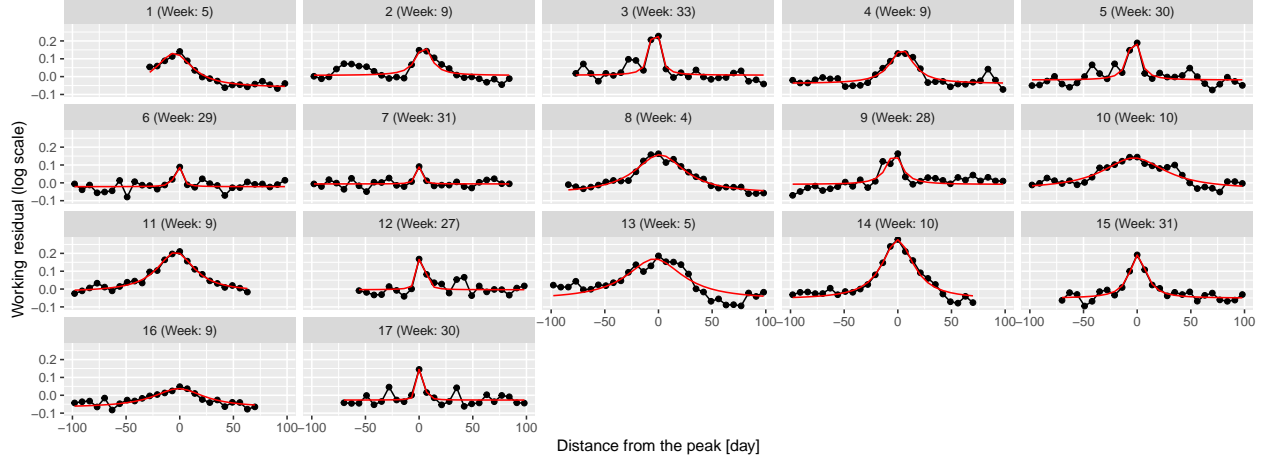 1 (Week: 5) 2 (Week: 9) 3 (Week: 33) 4 (Week: 9) 5 (Week: 30)
0.2
0.1
0.0
−0.1
6 (Week: 29) 7 (Week: 31) 8 (Week: 4) 9 (Week: 28) 10 (Week: 10)
0.2
0.1
0.0
−0.1
11 (Week: 9) 12 (Week: 27) 13 (Week: 5) 14 (Week: 10) 15 (Week: 31)
0.2
0.1
0.0
−0.1
−100 −50 0 50 100 −100 −50 0 50 100 −100 −50 0 50 100
16 (Week: 9) 17 (Week: 30)
0.2
0.1
0.0
−0.1
−100 −50 0 50 100 −100 −50 0 50 100
Distance from the peak [day]
Working residual (log scale)